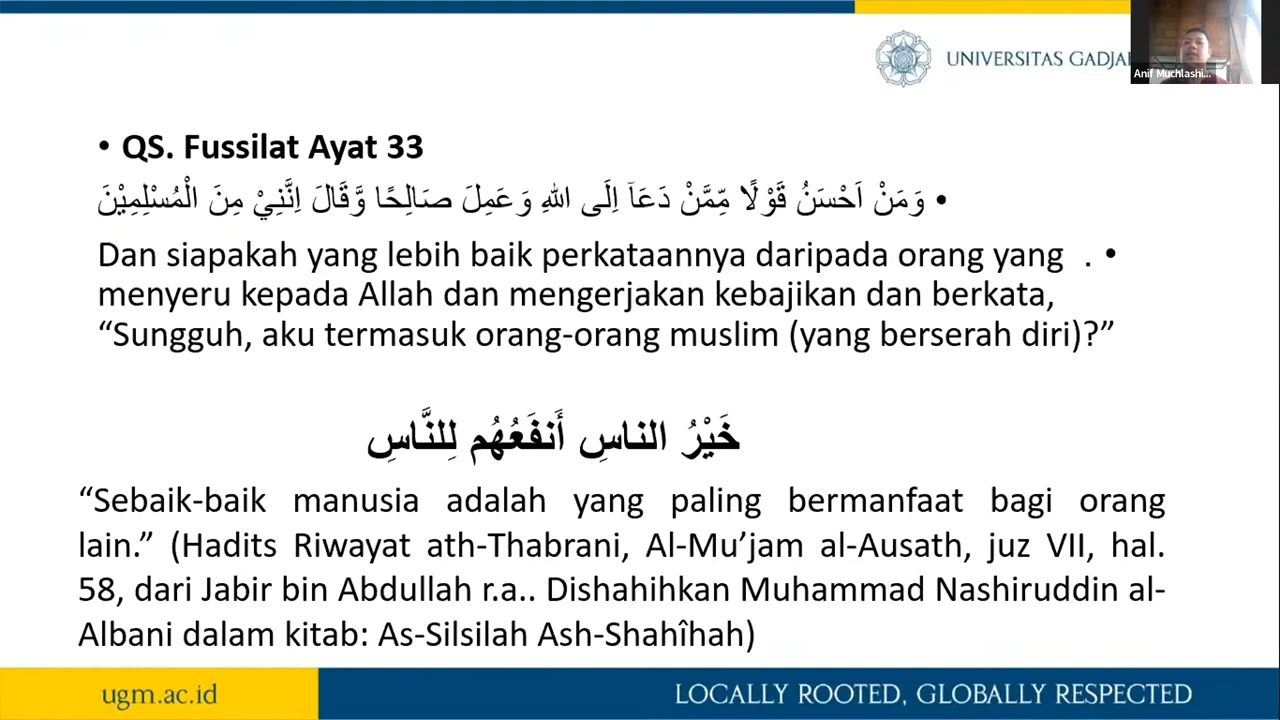 UNIVERSITAS GADJA
Anif Muchlashi...
• QS. Fussilat Ayat 33
• وَمَنْ اَحْسَنُ قَوْلًا مِّمَّنْ دَعَآ اِلَى اللّٰهِ وَعَمِلَ صَالِحًا وَّقَالَ اِنَّنِيْ مِنَ الْمُسْلِمِيْنَ
Dan siapakah yang lebih baik perkataannya daripada orang yang . •
menyeru kepada Allah dan mengerjakan kebajikan dan berkata,
“Sungguh, aku termasuk orang-orang muslim (yang berserah diri)?”
خَيْرُ الناسِ أَنفَعُهُم لِلنَّاسِ
“Sebaik-baik manusia adalah yang paling bermanfaat bagi orang
lain.” (Hadits Riwayat ath-Thabrani, Al-Mu’jam al-Ausath, juz VII, hal.
58, dari Jabir bin Abdullah r.a.. Dishahihkan Muhammad Nashiruddin al-
Albani dalam kitab: As-Silsilah Ash-Shahîhah)
ugm.ac.id
LOCALLY ROOTED, GLOBALLY RESPECTED